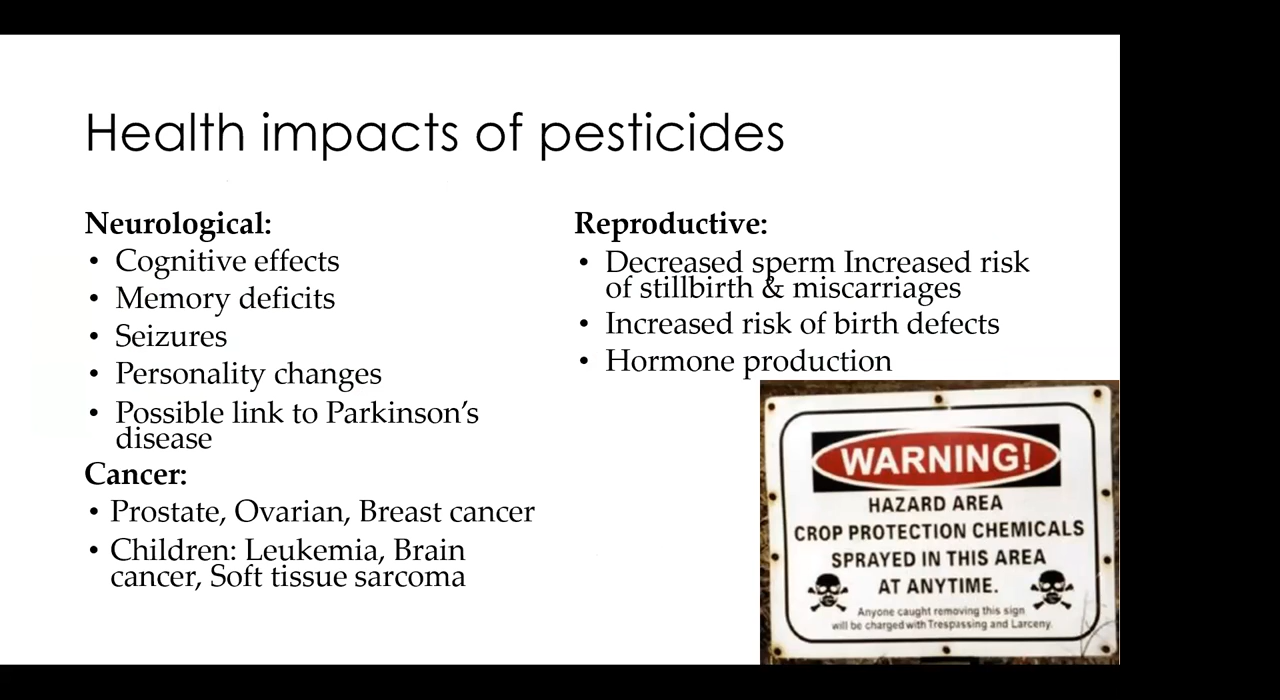 Health impacts of pesticides
Neurological:
• Cognitive effects
• Memory deficits
• Seizures
• Personality changes
• Possible link to Parkinson's
disease
Cancer:
• Prostate, Ovarian, Breast cancer
• Children: Leukemia, Brain
cancer, Soft tissue sarcoma
Reproductive:
• Decreased sperm Increased risk
of stillbirth & miscarriages
• Increased risk of birth defects
• Hormone production
WARNING!
HAZARD AREA
CROP PROTECTION CHEMICALS
SPRAYED IN THIS AREA
AT ANYTIME.
Anyone caught removing this sign
will be charged with Trespassing and Larceny.